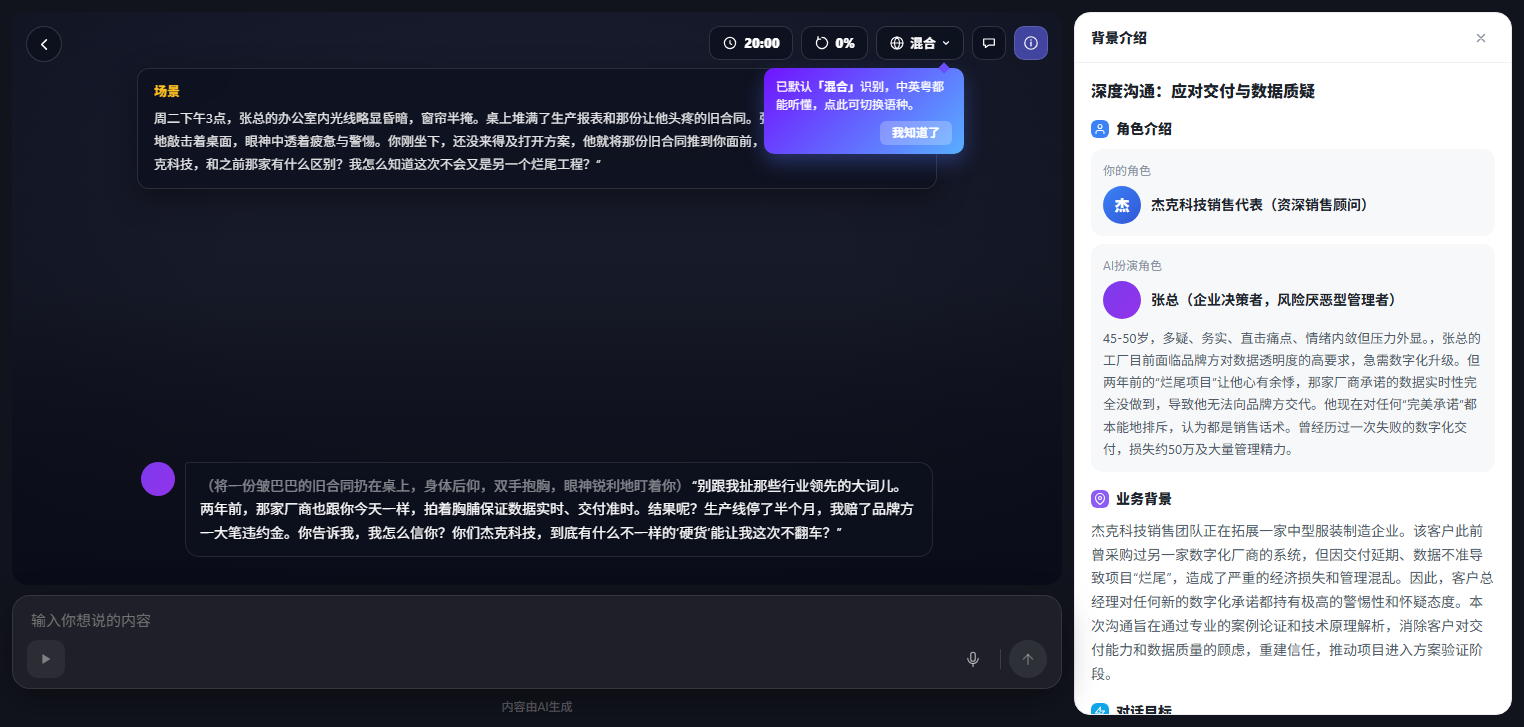 20:00
0%
混合
已默认「混合」识别，中英粤都
能听懂，点此可切换语种。
我知道了
场景
周二下午3点，张总的办公室内光线略显昏暗，窗帘半掩。桌上堆满了生产报表和那份让他头疼的旧合同。
地敲击着桌面，眼神中透着疲惫与警惕。你刚坐下，还没来得及打开方案，他就将那份旧合同推到你面前，
克科技，和之前那家有什么区别？我怎么知道这次不会又是另一个烂尾工程？”
（将一份皱巴巴的旧合同扔在桌上，身体后仰，双手抱胸，眼神锐利地盯着你）“别跟我扯那些行业领先的大词儿。
两年前，那家厂商也跟你今天一样，拍着胸脯保证数据实时、交付准时。结果呢？生产线停了半个月，我赔了品牌方
一大笔违约金。你告诉我，我怎么信你？你们杰克科技，到底有什么不一样的‘硬货’能让我这次不翻车？”
输入你想说的内容
内容由AI生成
背景介绍
深度沟通：应对交付与数据质疑
角色介绍
你的角色
杰
杰克科技销售代表（资深销售顾问）
AI扮演角色
张总（企业决策者，风险厌恶型管理者）
45-50岁，多疑、务实、直击痛点、情绪内敛但压力外显。，张总的
工厂目前面临品牌方对数据透明度的高要求，急需数字化升级。但
两年前的“烂尾项目”让他心有余悸，那家厂商承诺的数据实时性完
全没做到，导致他无法向品牌方交代。他现在对任何“完美承诺”都
本能地排斥，认为都是销售话术。曾经历过一次失败的数字化交
付，损失约50万及大量管理精力。
业务背景
杰克科技销售团队正在拓展一家中型服装制造企业。该客户此前
曾采购过另一家数字化厂商的系统，但因交付延期、数据不准导
致项目“烂尾”，造成了严重的经济损失和管理混乱。因此，客户总
经理对任何新的数字化承诺都持有极高的警惕性和怀疑态度。本
次沟通旨在通过专业的案例论证和技术原理解析，消除客户对交
付能力和数据质量的顾虑，重建信任，推动项目进入方案验证阶
段。
对话目标